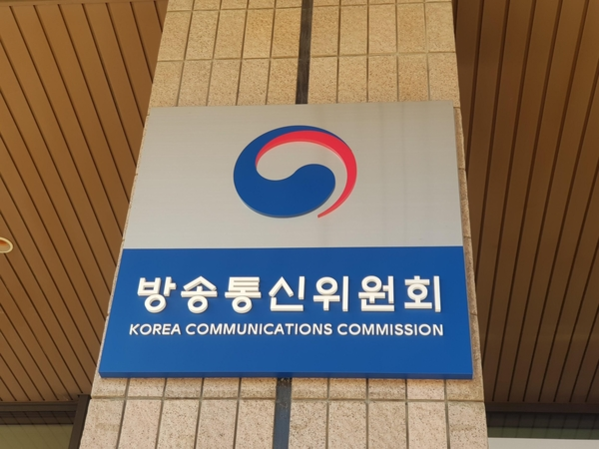 방송통신위원회
KOREA COMMUNICATIONS COMMISSION